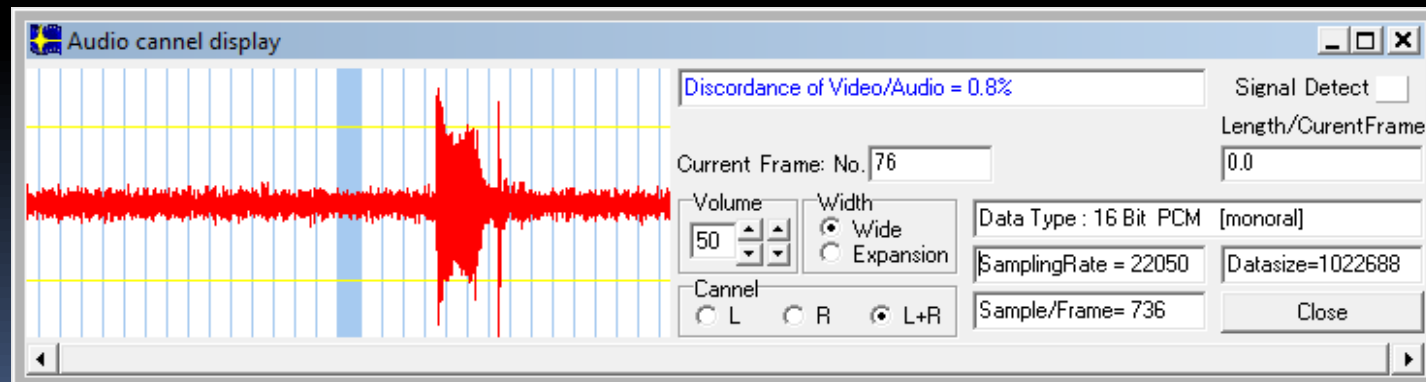 Audio cannel display
Discordance of Video/Audio = 0.8%
Signal Detect
Length/CurentFrame
Current Frame: No. 76
0.0
Volume
Width
50
Wide
Expansion
Data Type : 16 Bit PCM [monoral]
SamplingRate = 22050
Datasize=1022688
Cannel
L R L+R
Sample/Frame= 736
Close